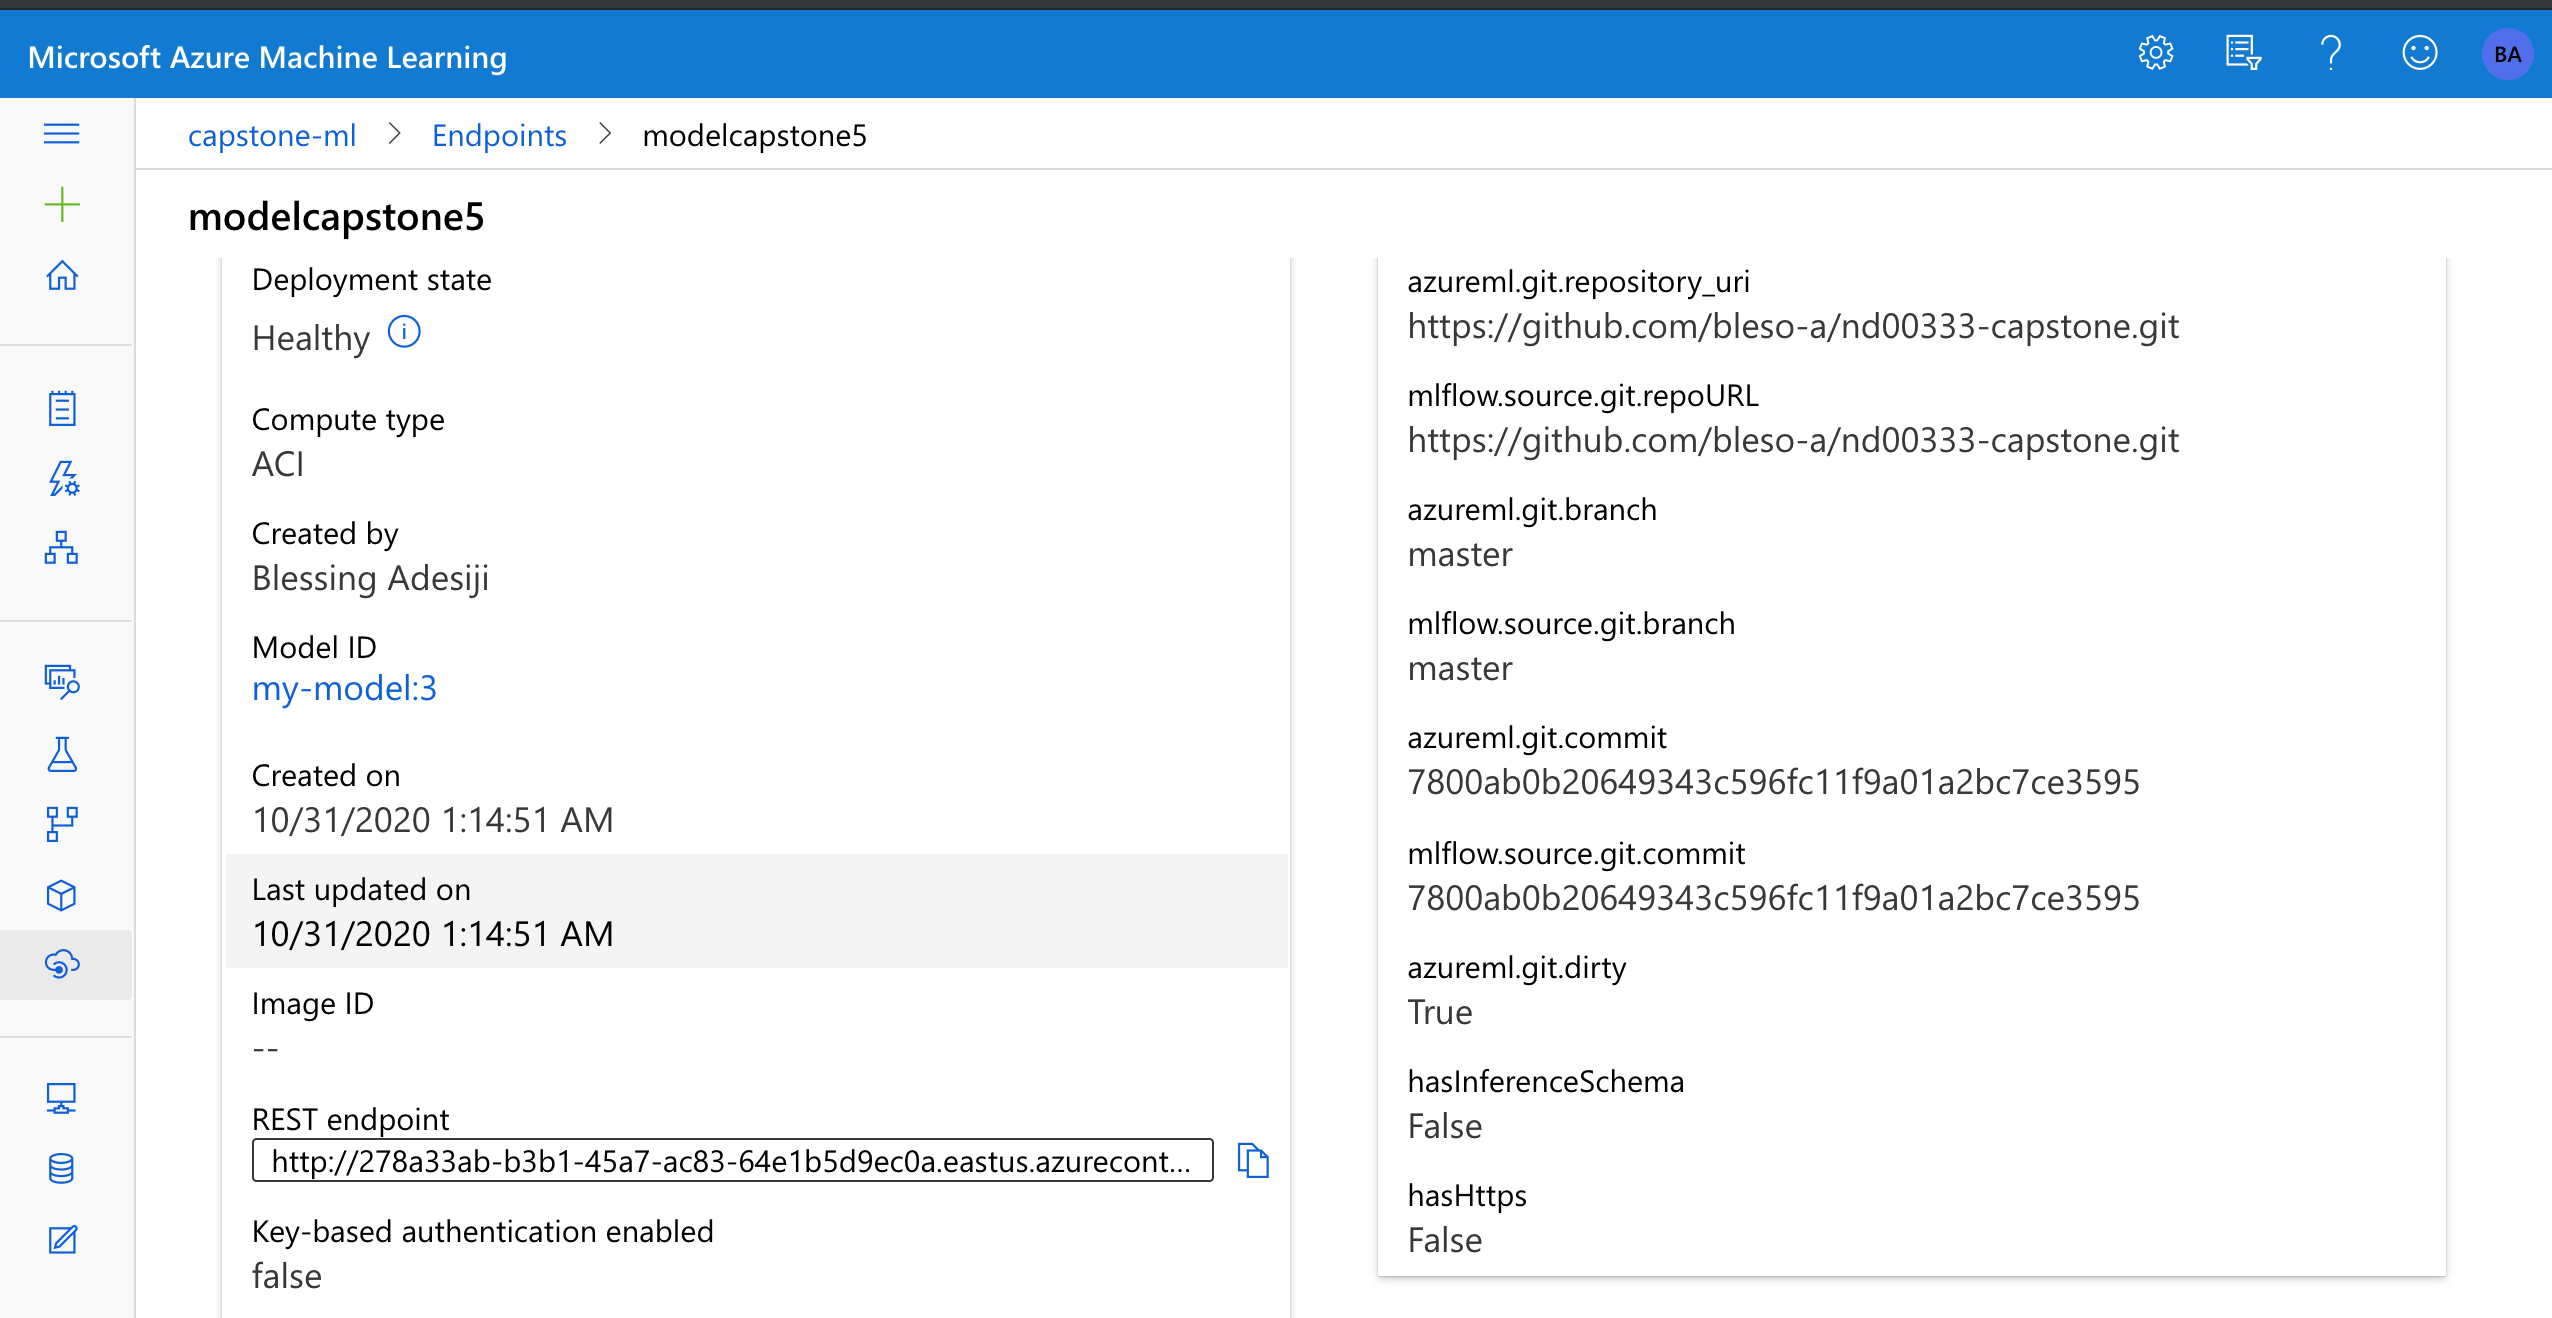 Microsoft Azure Machine Learning
BA
capstone-ml > Endpoints > modelcapstone5
modelcapstone5
Deployment state
Healthy
Compute type
ACI
Created by
Blessing Adesiji
Model ID
my-model:3
Created on
10/31/2020 1:14:51 AM
Last updated on
10/31/2020 1:14:51 AM
Image ID
--
REST endpoint
http://278a33ab-b3b1-45a7-ac83-64e1b5d9ec0a.eastus.azurecont...
Key-based authentication enabled
false
azureml.git.repository_uri
https://github.com/bleso-a/nd00333-capstone.git
mlflow.source.git.repoURL
https://github.com/bleso-a/nd00333-capstone.git
azureml.git.branch
master
mlflow.source.git.branch
master
azureml.git.commit
7800ab0b20649343c596fc11f9a01a2bc7ce3595
mlflow.source.git.commit
7800ab0b20649343c596fc11f9a01a2bc7ce3595
azureml.git.dirty
True
hasInferenceSchema
False
hasHttps
False